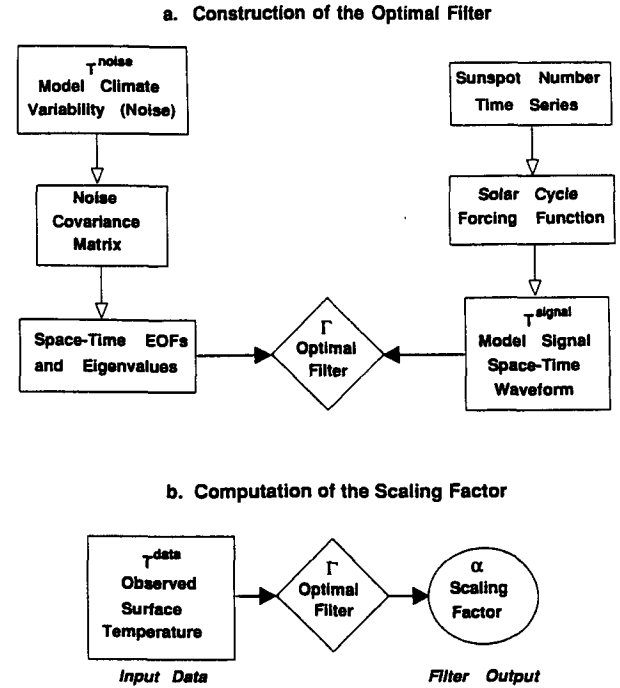 a. Construction of the Optimal Filter
T^noise
Model Climate
Variability (Noise)
Noise
Covariance
Matrix
Space-Time EOFs
and Eigenvalues
Sunspot Number
Time Series
Solar Cycle
Forcing Function
T^signal
Model Signal
Space-Time
Waveform
Γ
Optimal
Filter
b. Computation of the Scaling Factor
T^data
Observed
Surface
Temperature
Input Data
Γ
Optimal
Filter
α
Scaling
Factor
Filter Output